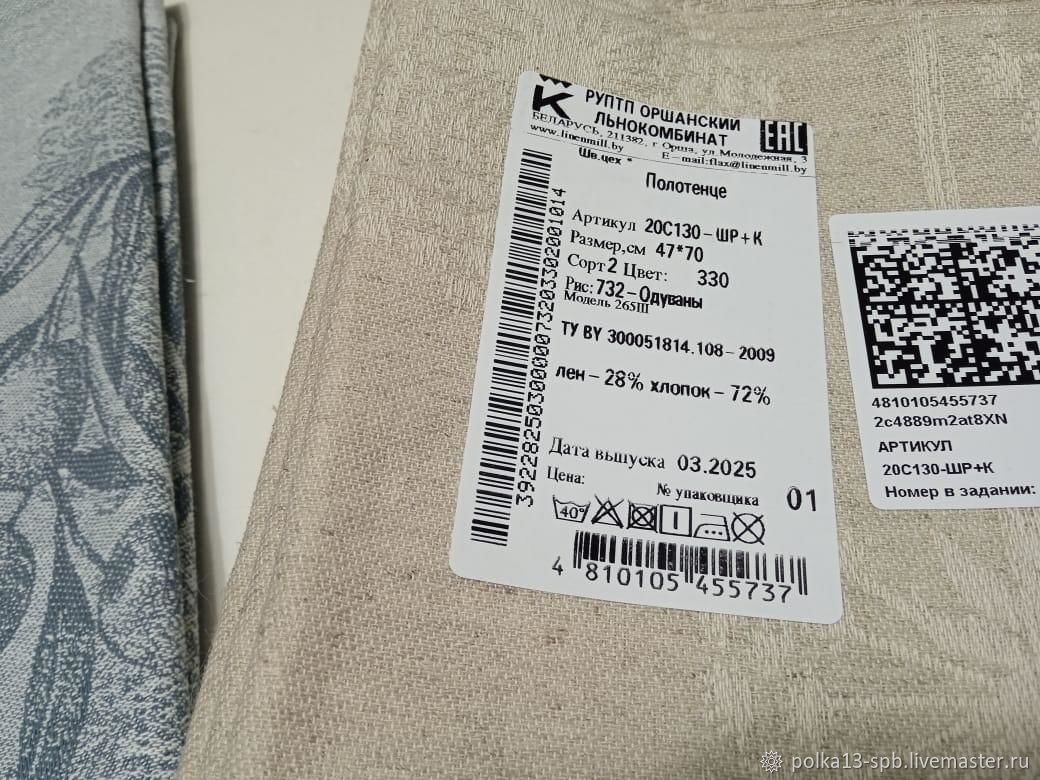 РУПТП ОРШАНСКИЙ
ЛЬНОКОМБИНАТ
EAC
БЕЛАРУСЬ, 211382, г. Орша, ул. Молодежная, 3
www.linenmill.by E-mail:flax@linenmill.by
Шв.цех *
Полотенце
Артикул 20С130-ШР+К
Размер,см 47*70
Сорт 2 Цвет: 330
Рис: 732-Одуваны
Модель 265Ш
ТУ BY 300051814.108-2009
лен-28% хлопок-72%
Дата выпуска 03.2025
Цена:
№ упаковщика 01
40°
4 810105 455737
3922825030000073203302001014
4810105455737
2c4889m2at8XN
АРТИКУЛ
20С130-ШР+К
Номер в задании:
polka13-spb.livemaster.ru